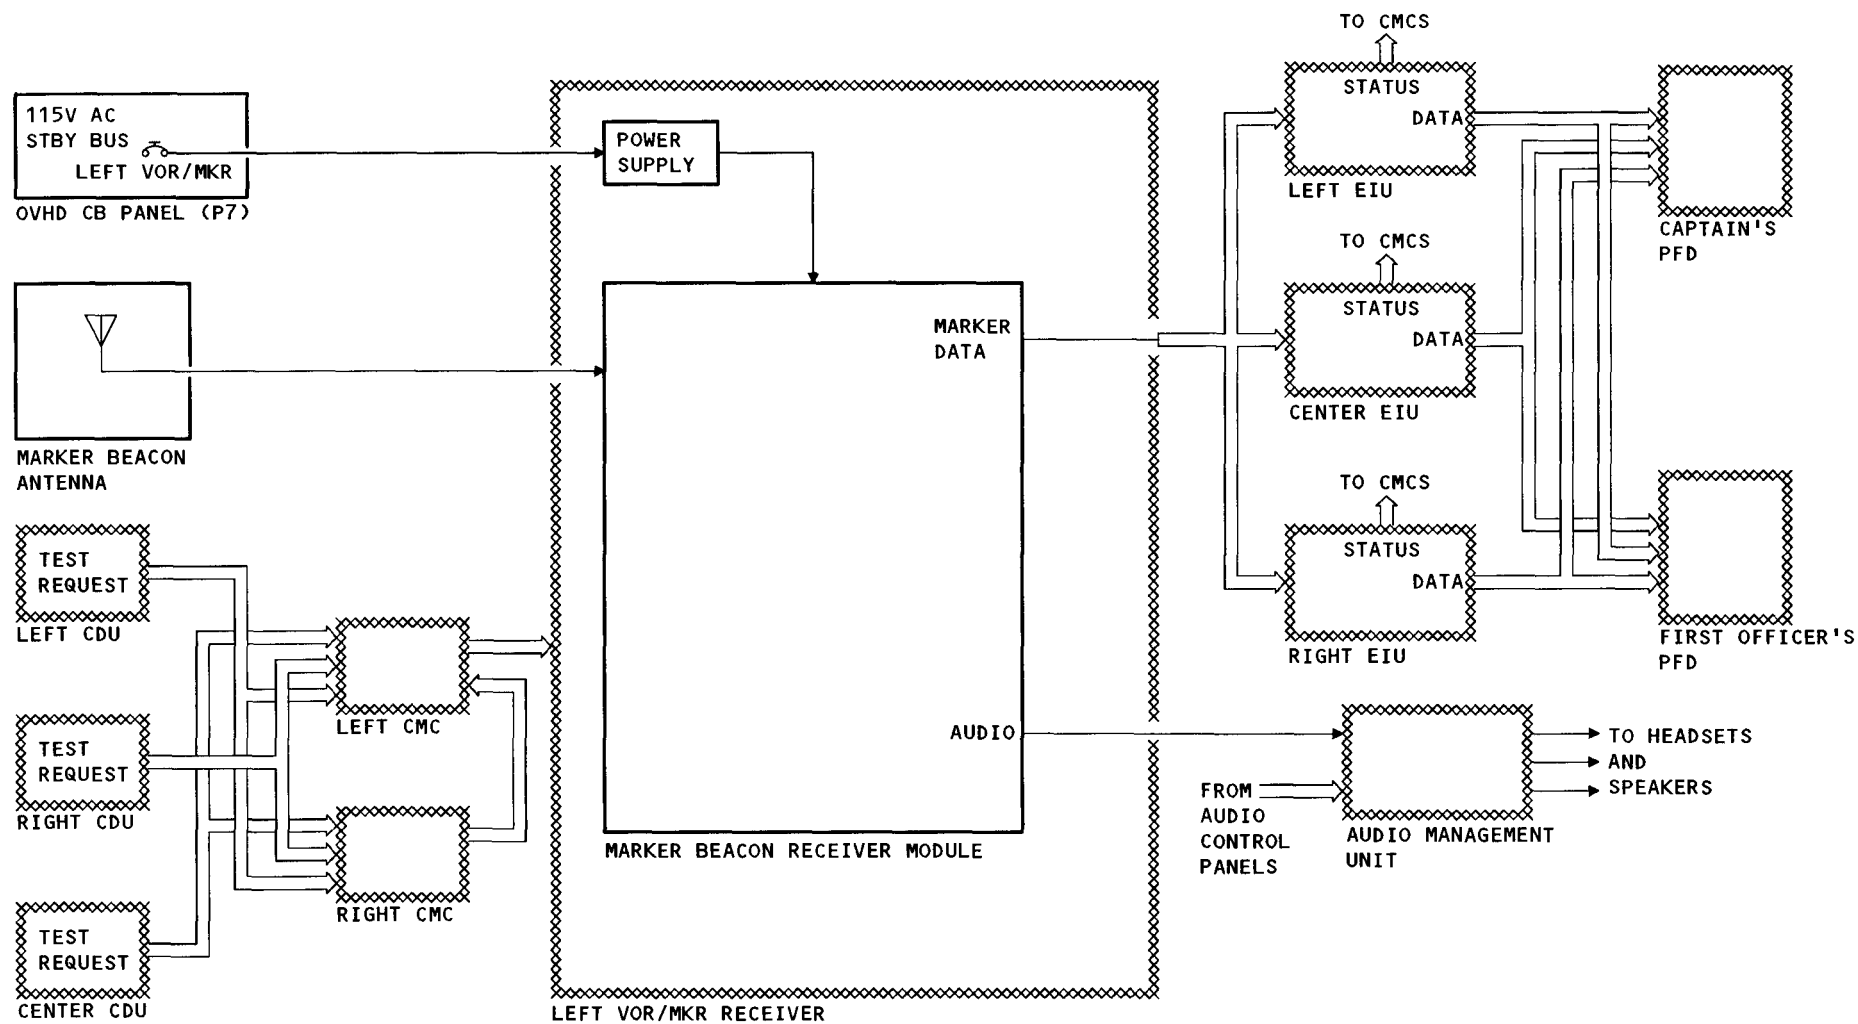 115V AC
STBY BUS
LEFT VOR/MKR
OVHD CB PANEL (P7)
MARKER BEACON
ANTENNA
TEST
REQUEST
LEFT CDU
TEST
REQUEST
RIGHT CDU
TEST
REQUEST
CENTER CDU
LEFT CMC
RIGHT CMC
POWER
SUPPLY
MARKER
DATA
AUDIO
MARKER BEACON RECEIVER MODULE
LEFT VOR/MKR RECEIVER
TO CMCS
STATUS
DATA
LEFT EIU
TO CMCS
STATUS
DATA
CENTER EIU
TO CMCS
STATUS
DATA
RIGHT EIU
CAPTAIN'S
PFD
FIRST OFFICER'S
PFD
FROM
AUDIO
CONTROL
PANELS
AUDIO MANAGEMENT
UNIT
TO HEADSETS
AND
SPEAKERS